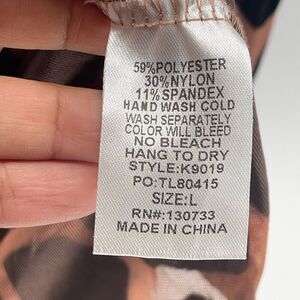 59%POLYESTER
30%NYLON
11%SPANDEX
HAND WASH COLD
WASH SEPARATELY
COLOR WILL BLEED
NO BLEACH
HANG TO DRY
STYLE:K9019
PO:TL80415
SIZE:L
RN#:130733
MADE IN CHINA